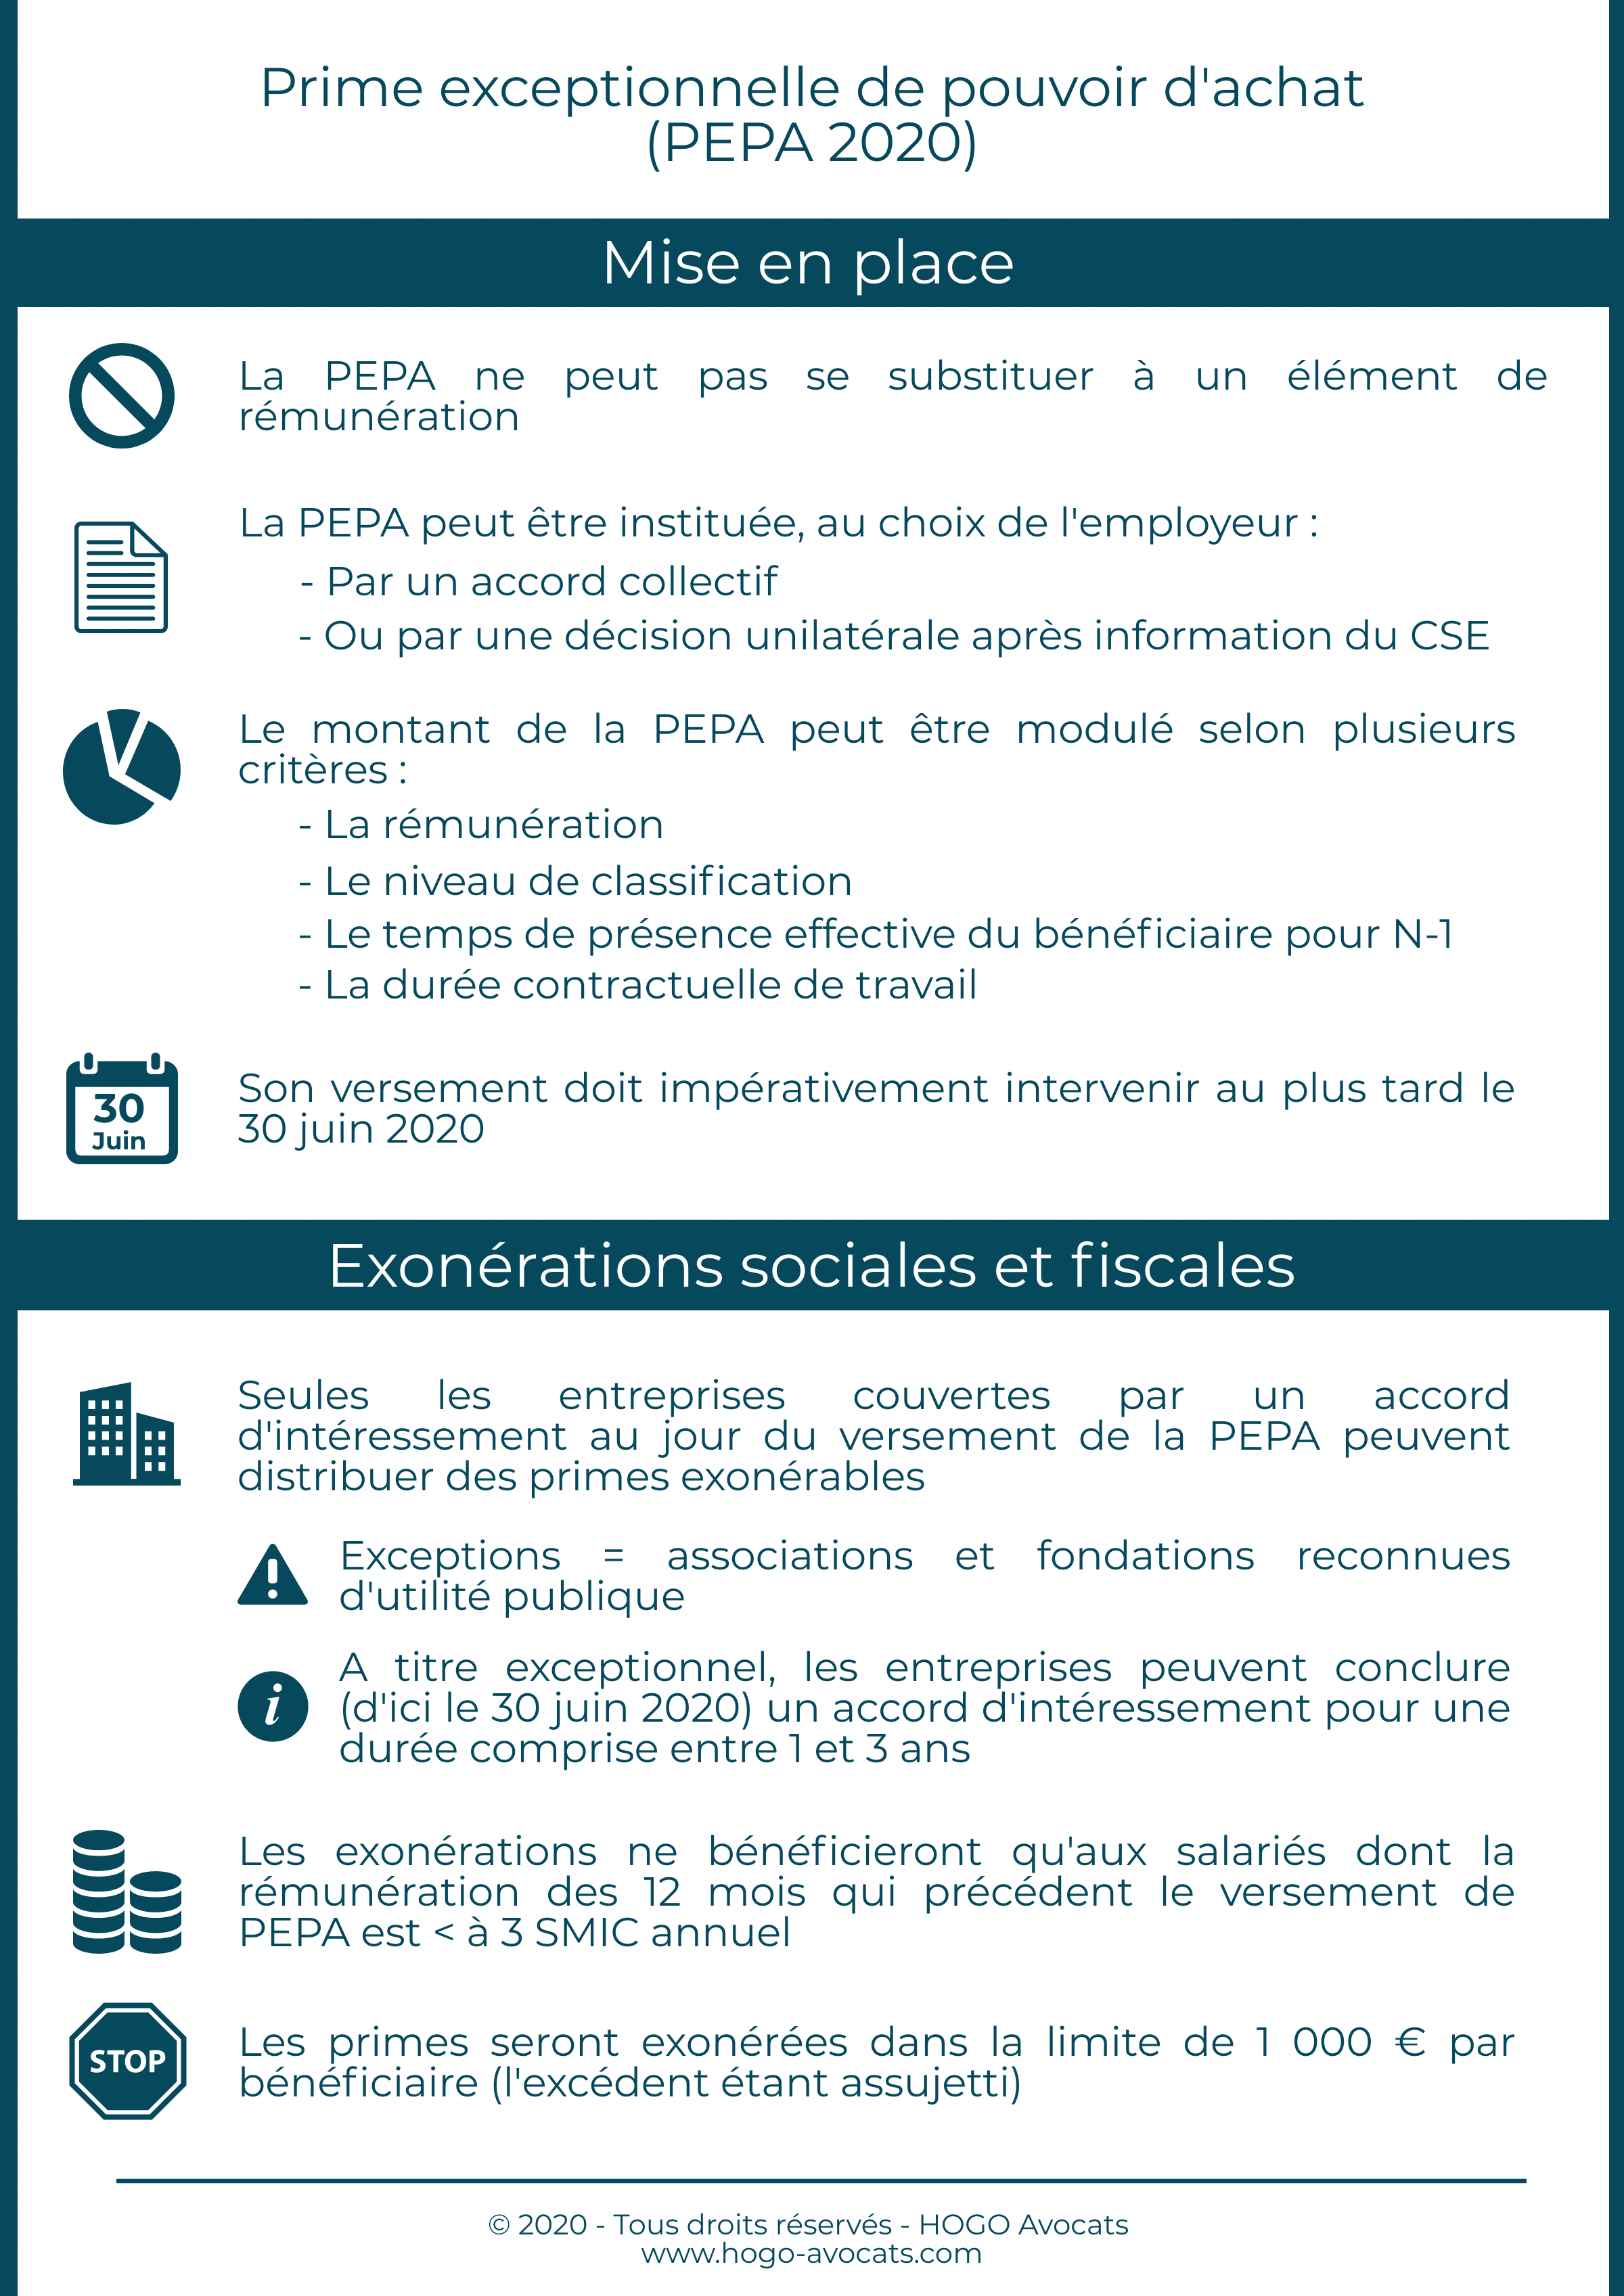 Prime exceptionnelle de pouvoir d'achat
(PEPA 2020)
Mise en place
La PEPA ne peut pas se substituer à un élément de
rémunération
La PEPA peut être instituée, au choix de l'employeur :
- Par un accord collectif
- Ou par une décision unilatérale après information du CSE
Le montant de la PEPA peut être modulé selon plusieurs
critères :
- La rémunération
- Le niveau de classification
- Le temps de présence effective du bénéficiaire pour N-1
- La durée contractuelle de travail
30
Juin
Son versement doit impérativement intervenir au plus tard le
30 juin 2020
Exonérations sociales et fiscales
Seules les entreprises couvertes par un accord
d'intéressement au jour du versement de la PEPA peuvent
distribuer des primes exonérables
Exceptions = associations et fondations reconnues
d'utilité publique
A titre exceptionnel, les entreprises peuvent conclure
(d'ici le 30 juin 2020) un accord d'intéressement pour une
durée comprise entre 1 et 3 ans
Les exonérations ne bénéficieront qu'aux salariés dont la
rémunération des 12 mois qui précédent le versement de
PEPA est < à 3 SMIC annuel
STOP
Les primes seront exonérées dans la limite de 1 000 € par
bénéficiaire (l'excédent étant assujetti)
© 2020 - Tous droits réservés - HOGO Avocats
www.hogo-avocats.com